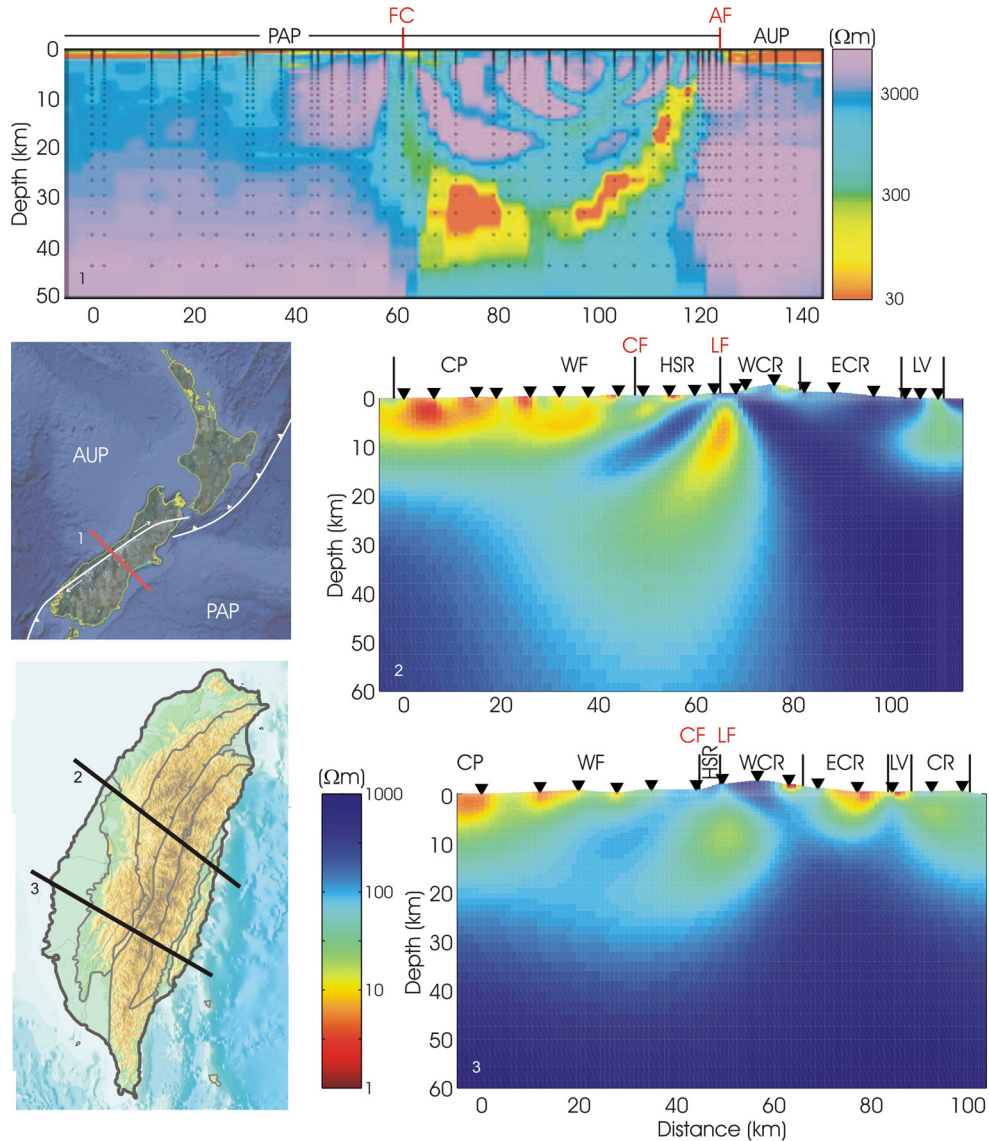 FC AF
PAP AUP (Ωm)
0
10
20
30
40
50
Depth (km)
1
0 20 40 60 80 100 120 140
3000
300
30
AUP
1
PAP
CF LF
CP WF HSR WCR ECR LV
0
10
20
30
40
50
60
Depth (km)
2
0 20 40 60 80 100
2
3
(Ωm)
1000
100
10
1
CF HSR LF
CP WF WCR ECR LV CR
0
10
20
30
40
50
60
Depth (km)
3
0 20 40 60 80 100
Distance (km)